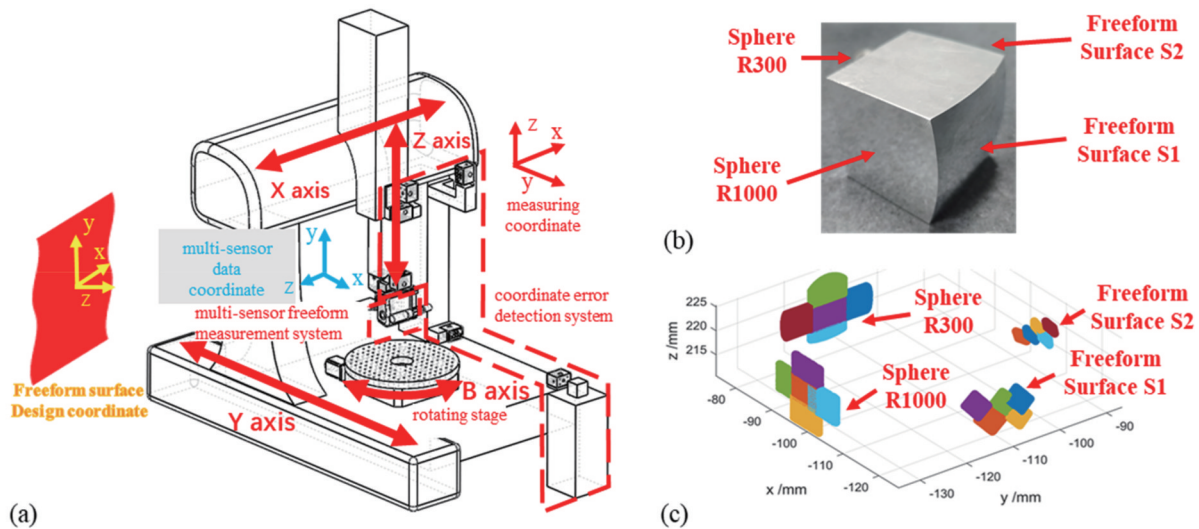 Z axis
X axis
z
x
y
measuring
coordinate
y
x
z
multi-sensor
data
coordinate
y
x
z
multi-sensor freeform
measurement system
coordinate error
detection system
Freeform surface
Design coordinate
B axis
rotating stage
Y axis
(a)
Sphere
R300
Freeform
Surface S2
Sphere
R1000
Freeform
Surface S1
(b)
225
220
215
z /mm
Sphere
R300
Freeform
Surface S2
Sphere
R1000
Freeform
Surface S1
-80
-90
-100
-110
-120
x /mm
-130
-120
-110
-100
-90
y /mm
(c)